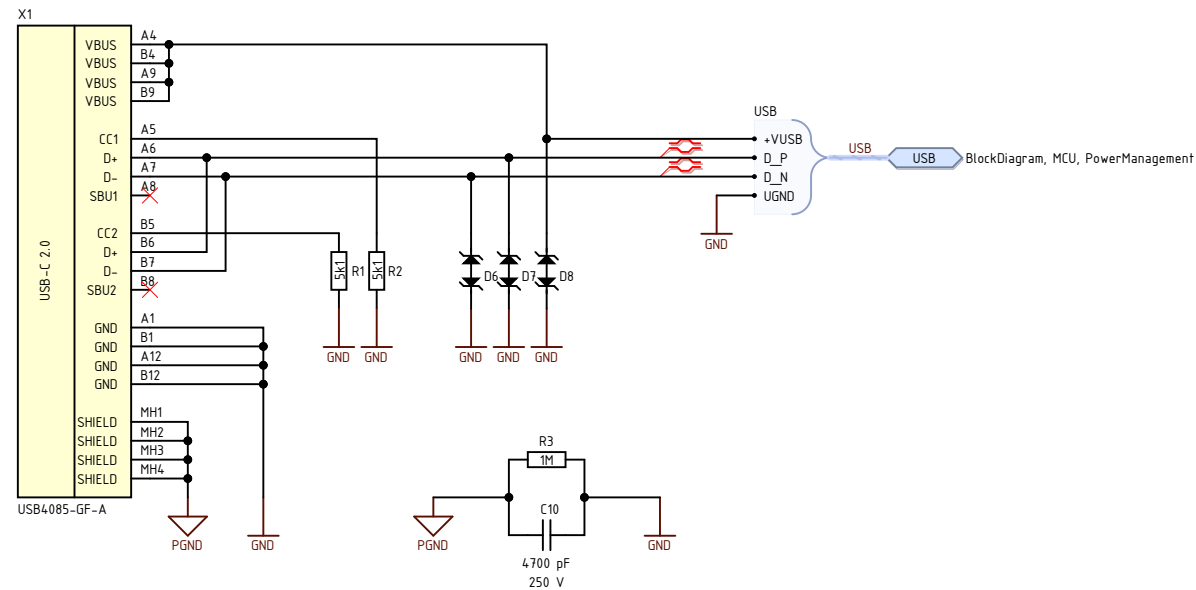 X1
VBUS A4
VBUS B4
VBUS A9
VBUS B9
CC1 A5
D+ A6
D- A7
SBU1 A8
CC2 B5
D+ B6
D- B7
SBU2 B8
GND A1
GND B1
GND A12
GND B12
SHIELD MH1
SHIELD MH2
SHIELD MH3
SHIELD MH4
USB-C 2.0
USB4085-GF-A
PGND
GND
5k1 R1
5k1 R2
GND
GND
D6
D7
D8
GND
GND
GND
USB
+VUSB
D_P
D_N
UGND
GND
USB
USB
BlockDiagram, MCU, PowerManagement
R3
1M
C10
4700 pF
250 V
PGND
GND